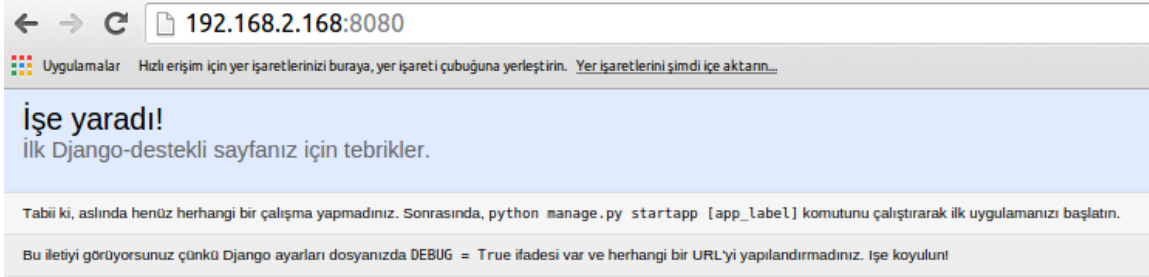 192.168.2.168:8080
Uygulamalar Hızlı erişim için yer işaretlerinizi buraya, yer işareti çubuğuna yerleştirin. Yer işaretlerini şimdi içe aktarın...
İşe yaradı!
İlk Django-destekli sayfanız için tebrikler.
Tabii ki, aslında henüz herhangi bir çalışma yapmadınız. Sonrasında, python manage.py startapp [app_label] komutunu çalıştırarak ilk uygulamanızı başlatın.
Bu iletiyi görüyorsunuz çünkü Django ayarları dosyanızda DEBUG = True ifadesi var ve herhangi bir URL'yi yapılandırmadınız. Işe koyulun!